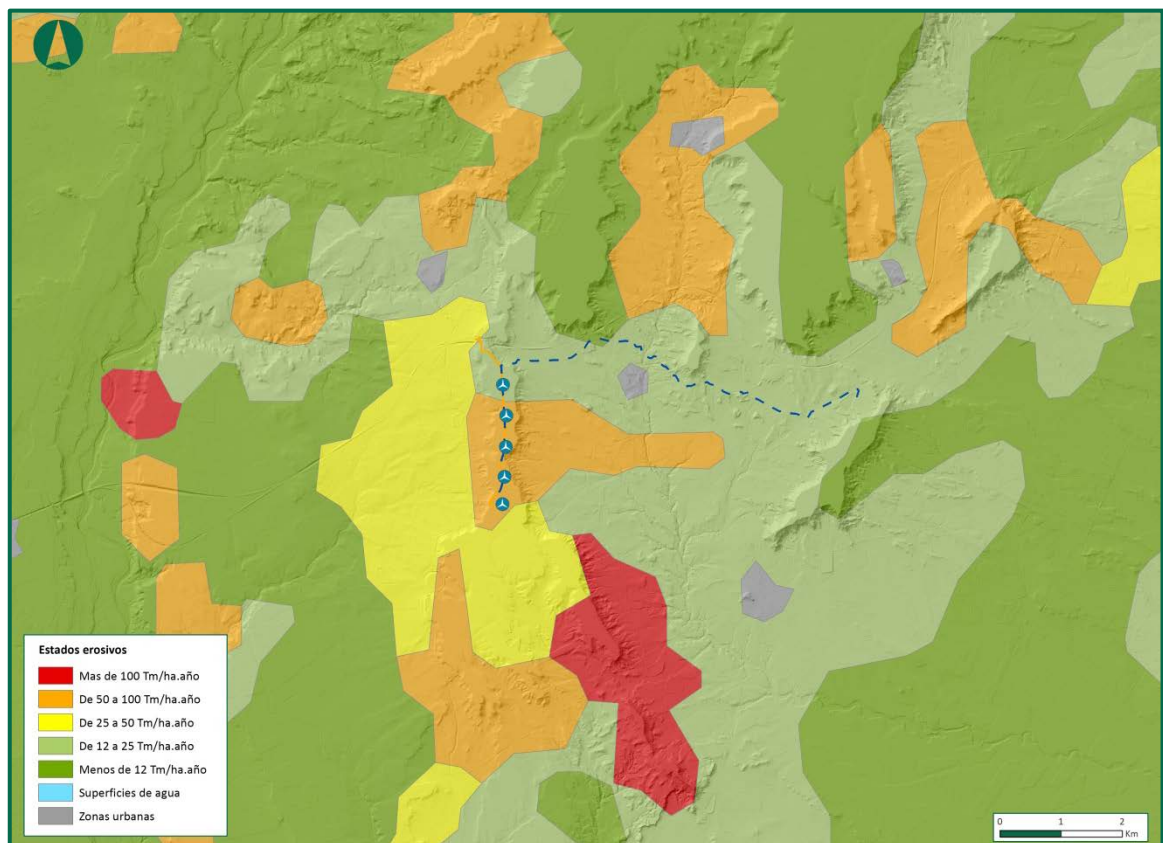 Estados erosivos
Mas de 100 Tm/ha.año
De 50 a 100 Tm/ha.año
De 25 a 50 Tm/ha.año
De 12 a 25 Tm/ha.año
Menos de 12 Tm/ha.año
Superficies de agua
Zonas urbanas
0 1 2
Km